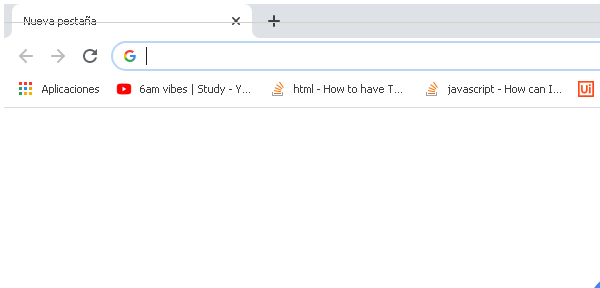 Nueva pestaña
Aplicaciones 6am vibes | Study - Y... html - How to have T... javascript - How can I... Ui